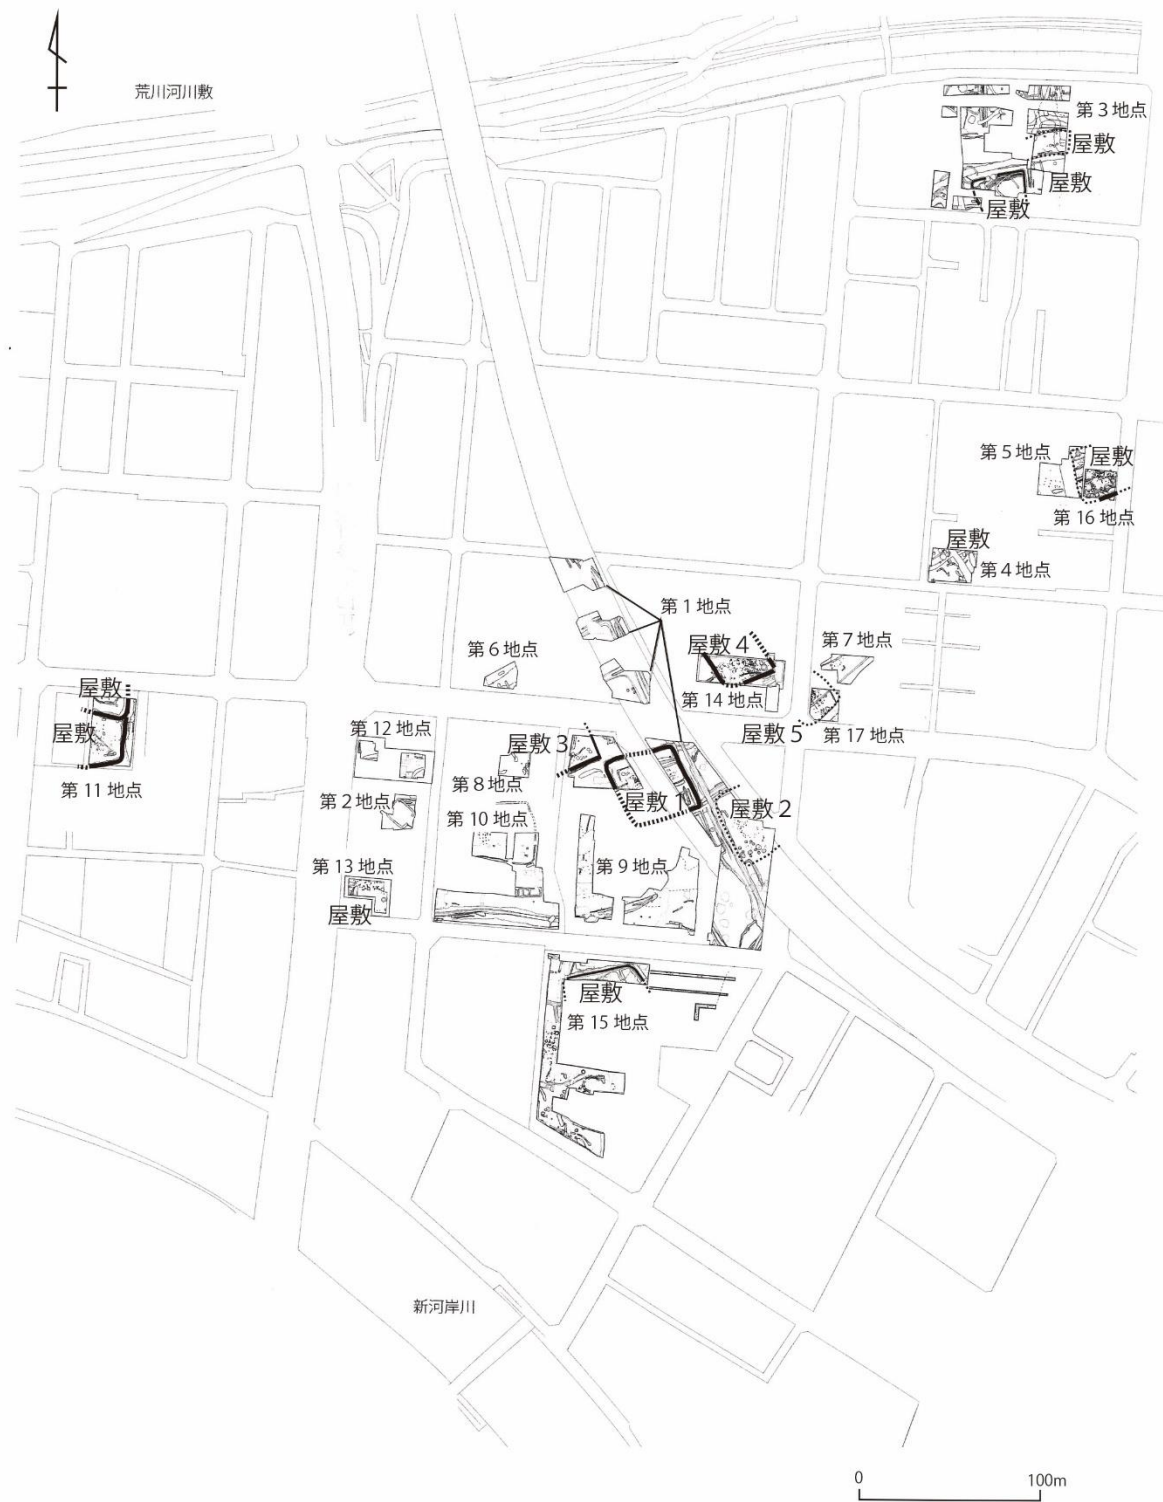 荒川河川敷
第3地点
屋敷
屋敷
屋敷
第5地点
屋敷
第16地点
屋敷
第4地点
第1地点
屋敷4
第7地点
第6地点
第14地点
屋敷
屋敷5
第17地点
屋敷
第12地点
屋敷3
第8地点
第11地点
第2地点
屋敷1
屋敷2
第10地点
第13地点
第9地点
屋敷
屋敷
第15地点
新河岸川
0
100m